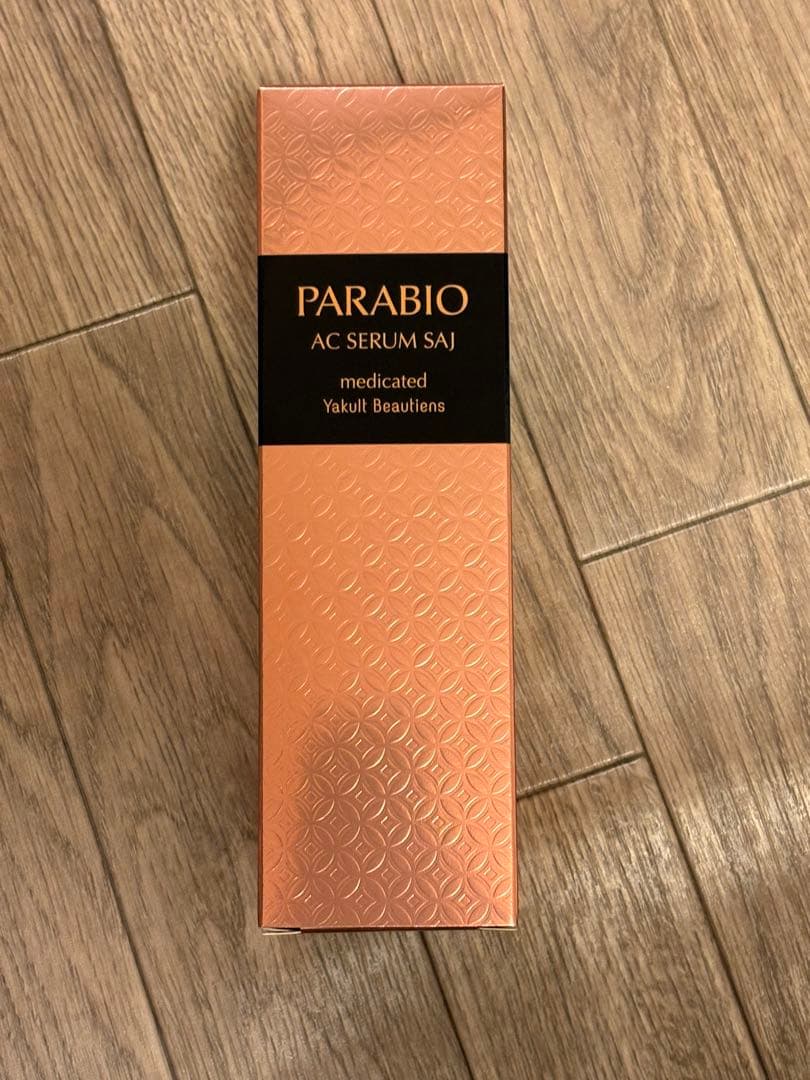 PARABIO
AC SERUM SAJ
medicated
Yakult Beautiens